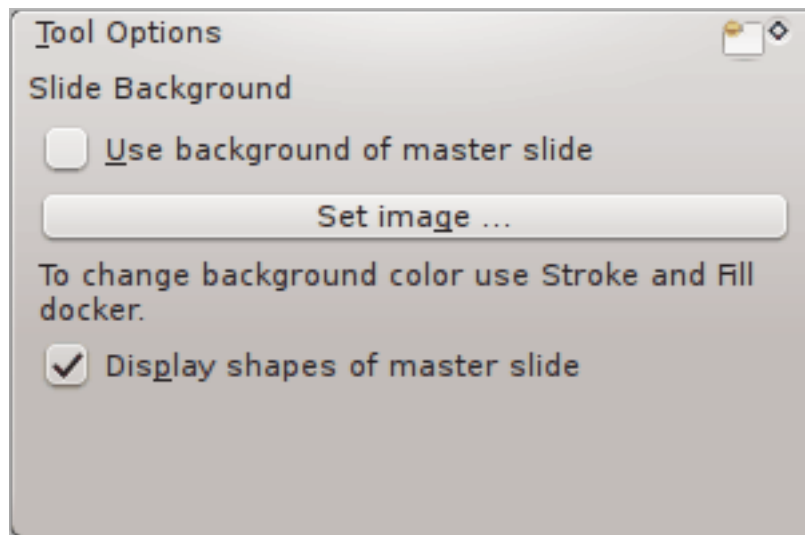 Tool Options
Slide Background
Use background of master slide
Set image ...
To change background color use Stroke and Fill
docker.
Display shapes of master slide